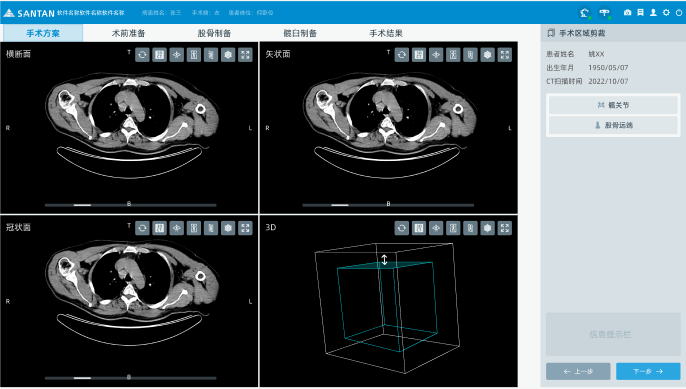 SANTAN 软件名称软件名称软件名称 病患姓名：张三 手术侧：左 患者体位：仰卧位
手术方案 术前准备 股骨制备 髋臼制备 手术结果
横断面 T
R L
B
矢状面 T
R L
冠状面 T
R L
B
3D
手术区域剪裁
患者姓名 姚XX
出生年月 1950/05/07
CT扫描时间 2022/10/07
髋关节
股骨远端
信息提示栏
上一步 下一步